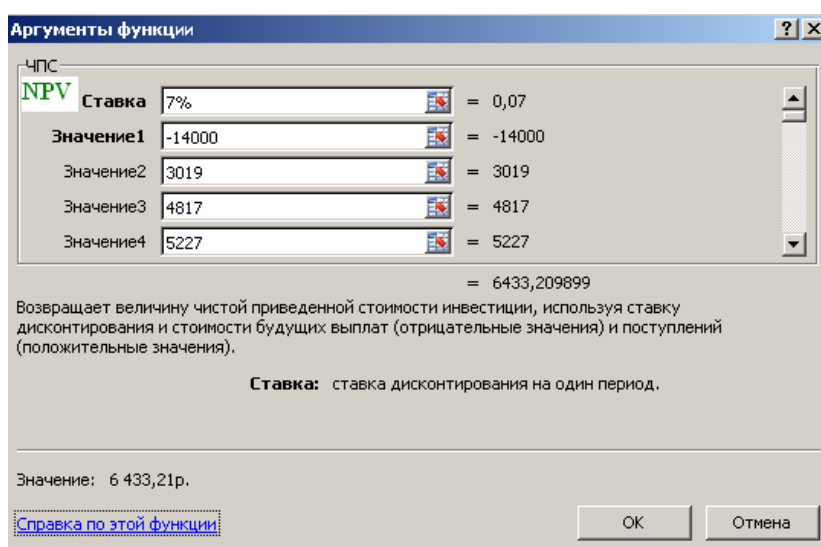 Аргументы функции
ЧПС
NPV
Ставка 7% = 0,07
Значение1 -14000 = -14000
Значение2 3019 = 3019
Значение3 4817 = 4817
Значение4 5227 = 5227
= 6433,209899
Возвращает величину чистой приведенной стоимости инвестиции, используя ставку
дисконтирования и стоимости будущих выплат (отрицательные значения) и поступлений
(положительные значения).
Ставка: ставка дисконтирования на один период.
Значение: 6 433,21р.
Справка по этой функции
ОК Отмена